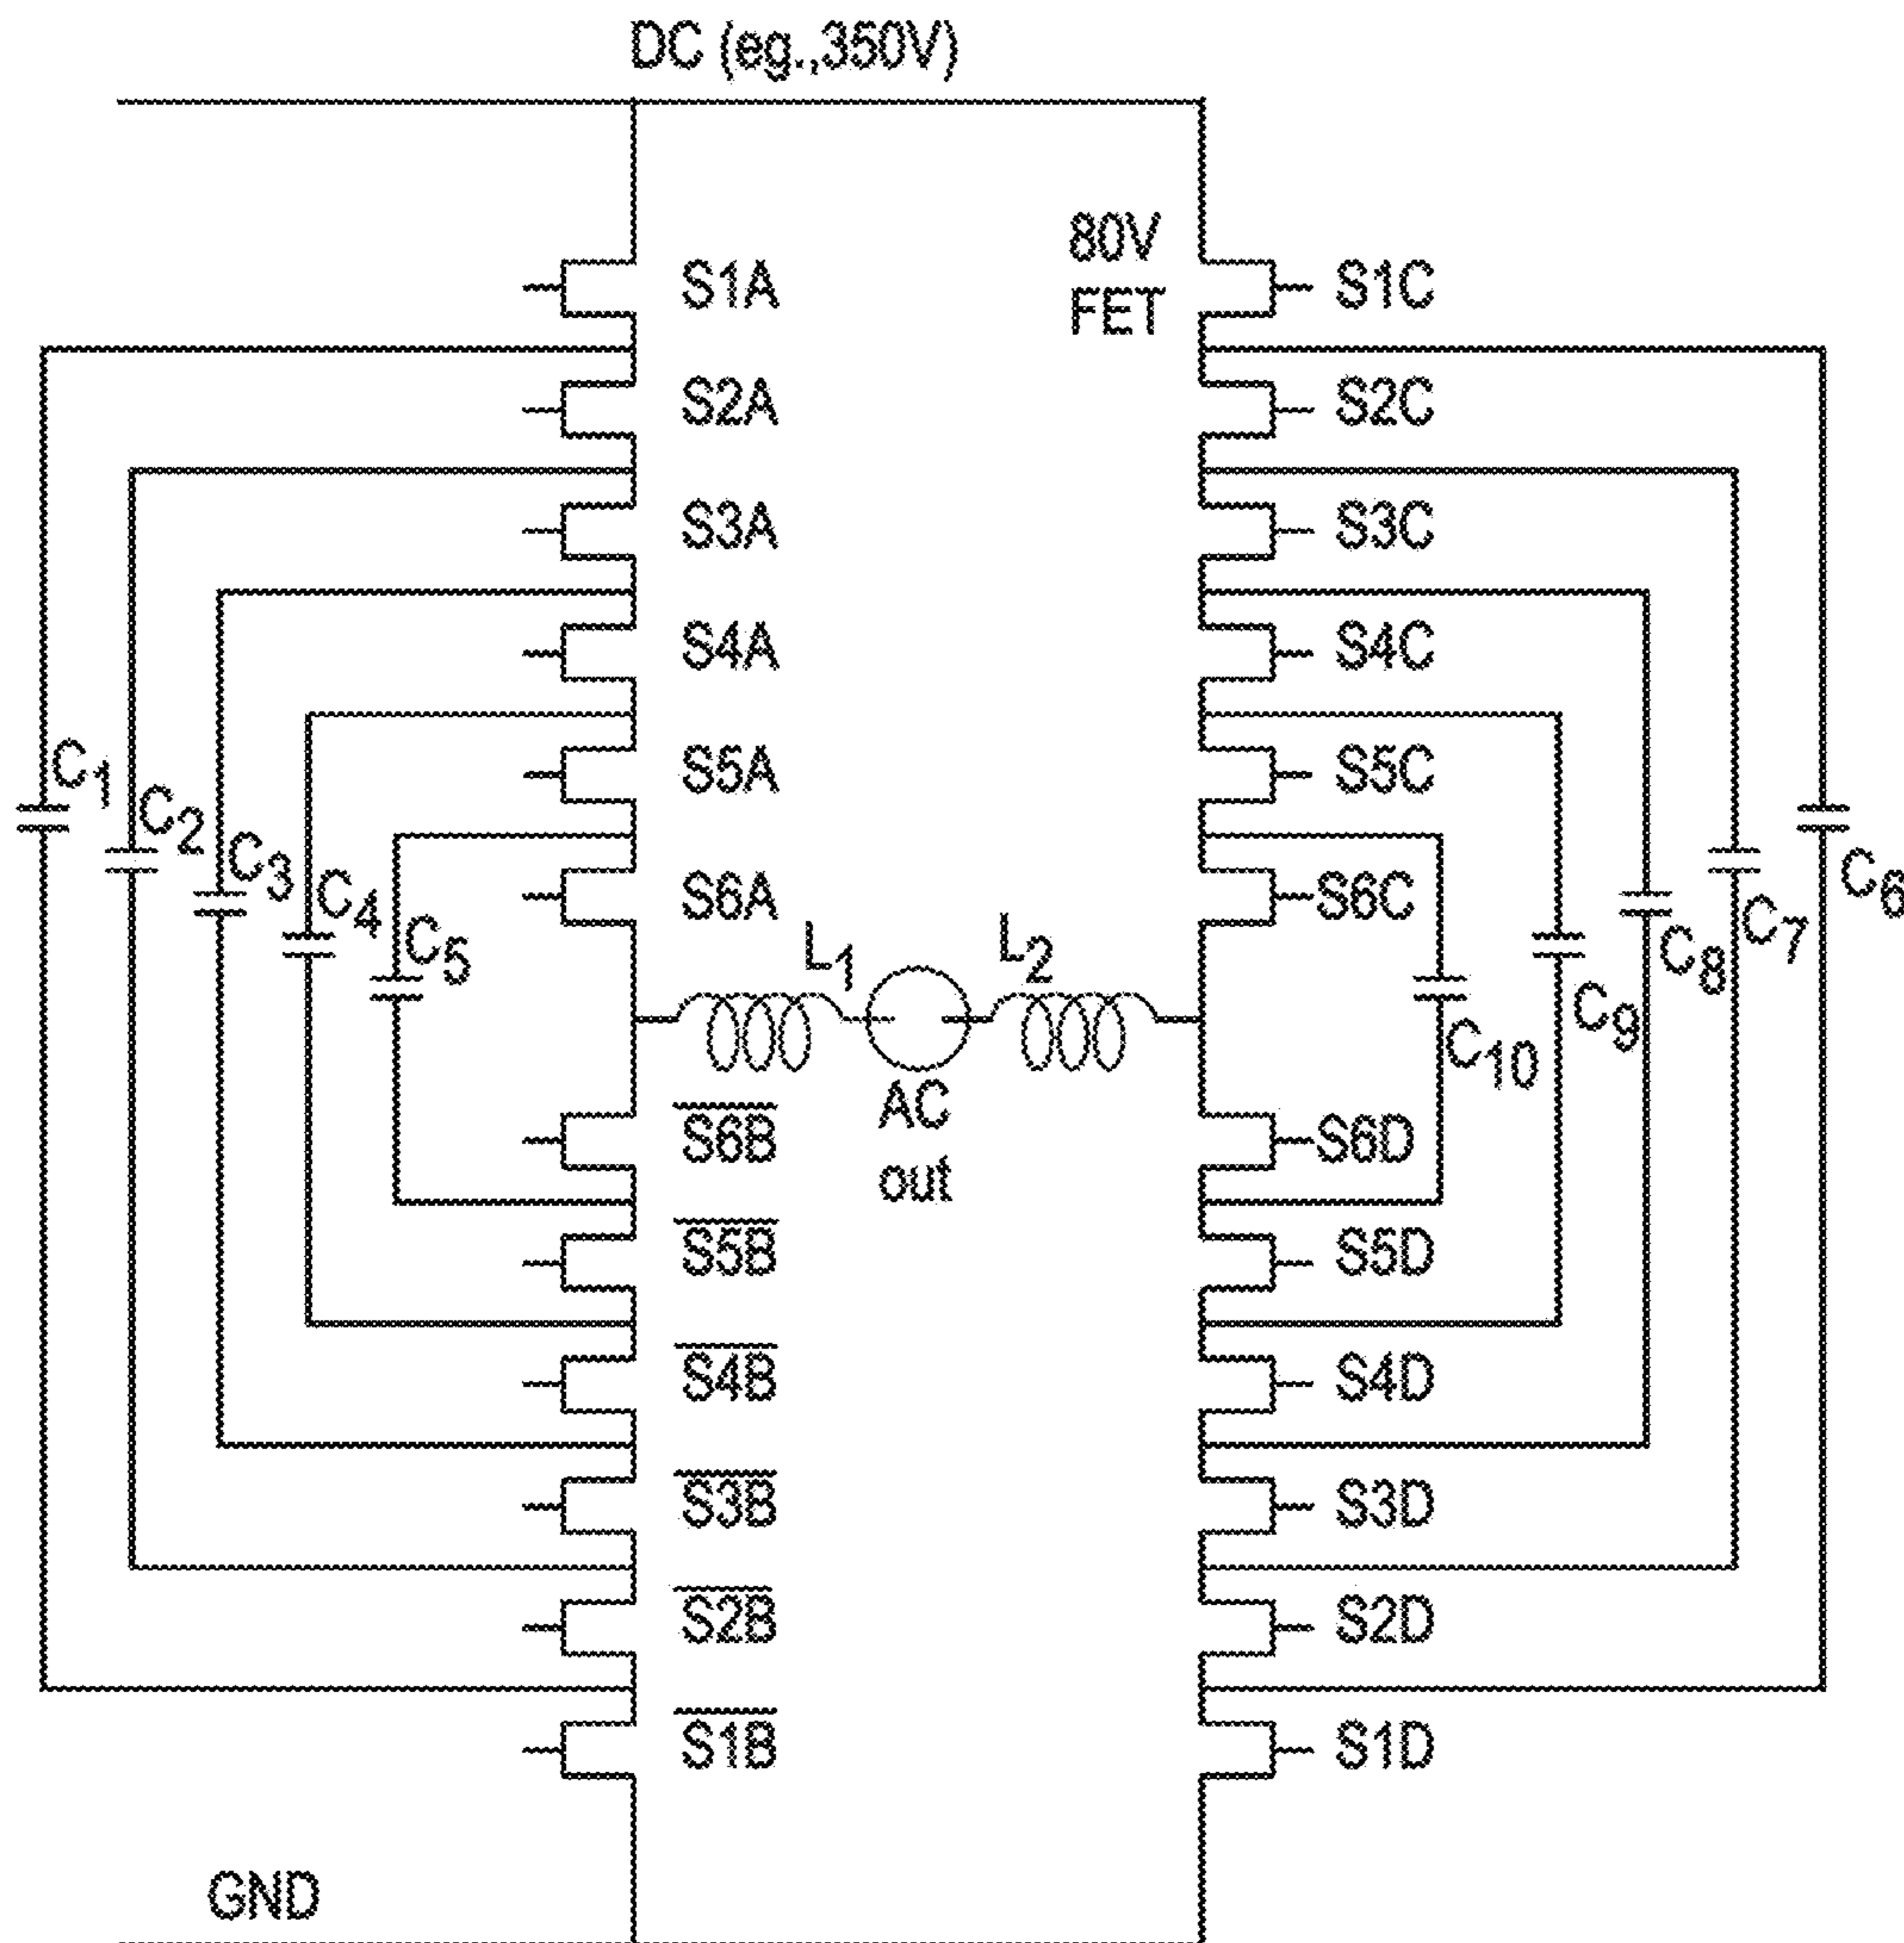 DC (eg.,350V)
80V
FET
S1A
S1C
S2A
S2C
S3A
S3C
S4A
S4C
S5A
S5C
C1
C2
C3
C4
C5
S6A
S6C
C6
C7
C8
C9
C10
L1
L2
AC
out
S6B
S6D
S5B
S5D
S4B
S4D
S3B
S3D
S2B
S2D
S1B
S1D
GND